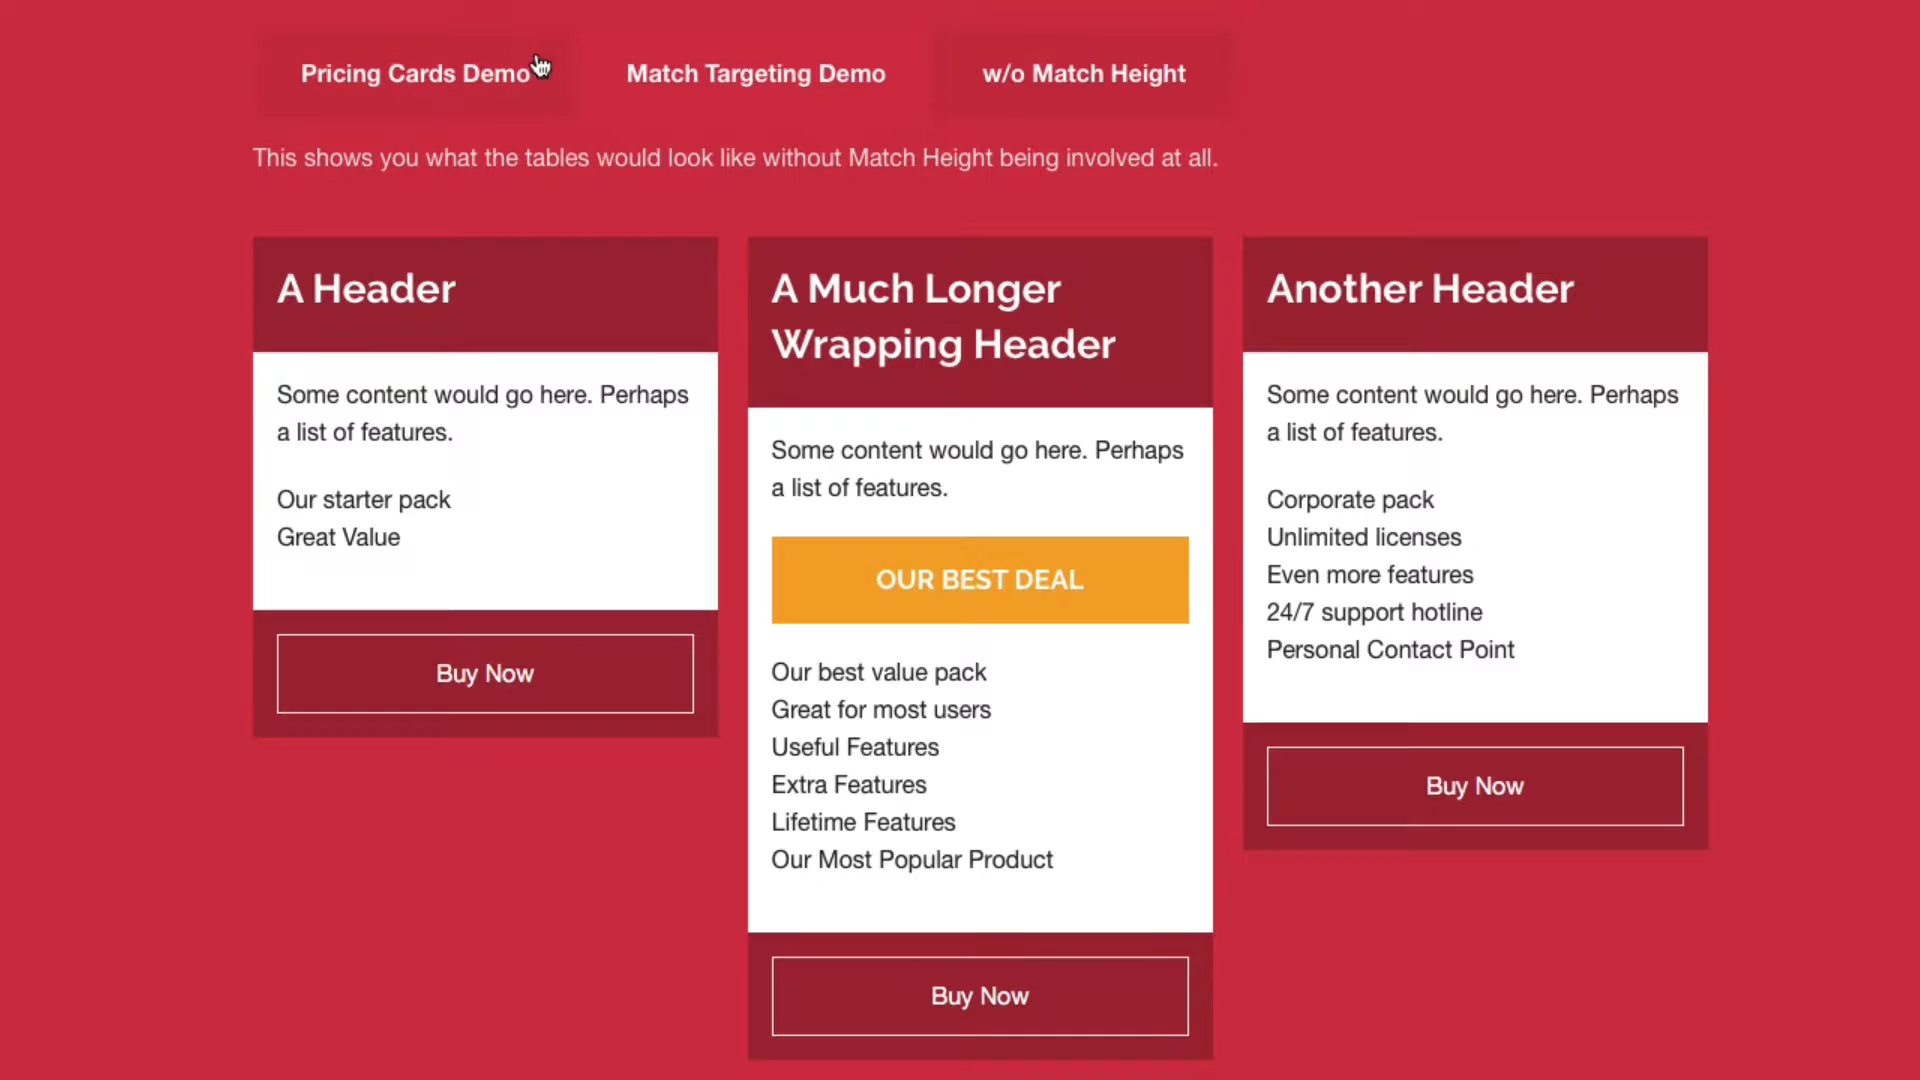 Pricing Cards Demo
Match Targeting Demo
w/o Match Height
This shows you what the tables would look like without Match Height being involved at all.
A Header
Some content would go here. Perhaps
a list of features.
Our starter pack
Great Value
Buy Now
A Much Longer
Wrapping Header
Some content would go here. Perhaps
a list of features.
OUR BEST DEAL
Our best value pack
Great for most users
Useful Features
Extra Features
Lifetime Features
Our Most Popular Product
Buy Now
Another Header
Some content would go here. Perhaps
a list of features.
Corporate pack
Unlimited licenses
Even more features
24/7 support hotline
Personal Contact Point
Buy Now